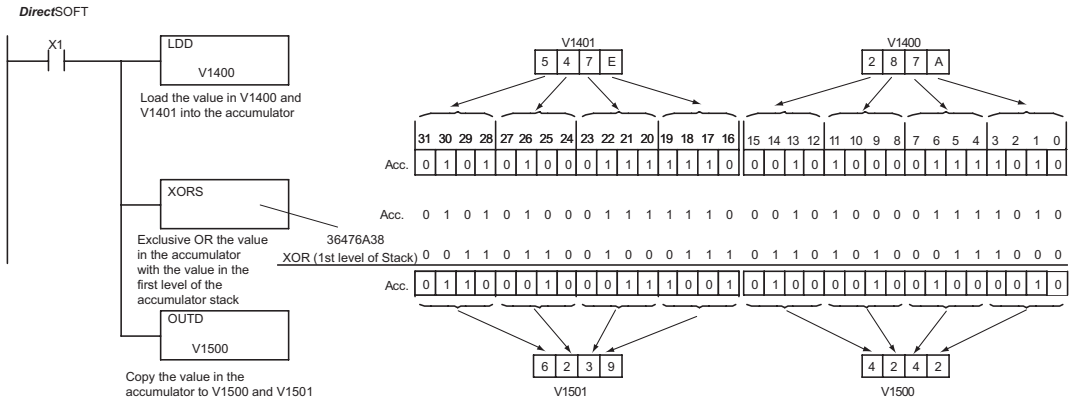 DirectSOFT
X1
LDD
V1400
Load the value in V1400 and
V1401 into the accumulator
XORS
Exclusive OR the value
in the accumulator
with the value in the
first level of the
accumulator stack
OUTD
V1500
Copy the value in the
accumulator to V1500 and V1501
V1401
5 4 7 E
V1400
2 8 7 A
31 30 29 28 27 26 25 24 23 22 21 20 19 18 17 16 15 14 13 12 11 10 9 8 7 6 5 4 3 2 1 0
Acc. 0 1 0 1 0 1 0 0 0 1 1 1 1 1 1 0 0 0 1 0 1 0 0 0 0 1 1 1 1 0 1 0
Acc. 0 1 0 1 0 1 0 0 0 1 1 1 1 1 1 0 0 0 1 0 1 0 0 0 0 1 1 1 1 0 1 0
36476A38
XOR (1st level of Stack) 0 0 1 1 0 1 1 0 0 1 0 0 0 1 1 1 0 1 1 0 1 0 1 0 0 0 1 1 1 0 0 0
Acc. 0 1 1 0 0 0 1 0 0 0 1 1 1 0 0 1 0 1 0 0 0 0 1 0 0 1 0 0 0 0 1 0
6 2 3 9
V1501
4 2 4 2
V1500